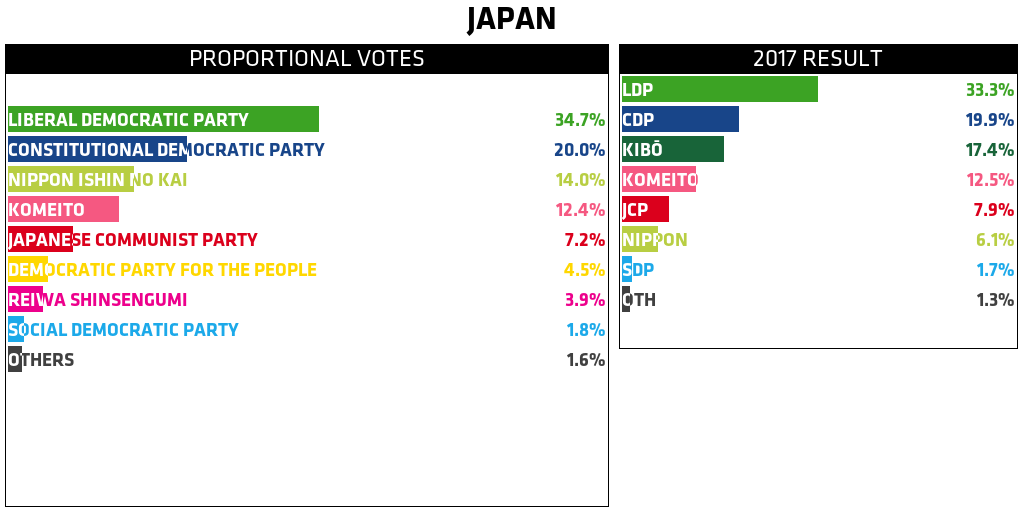 JAPAN
PROPORTIONAL VOTES
LIBERAL DEMOCRATIC PARTY 34.7%
CONSTITUTIONAL DEMOCRATIC PARTY 20.0%
NIPPON ISHIN NO KAI 14.0%
KOMEITO 12.4%
JAPANESE COMMUNIST PARTY 7.2%
DEMOCRATIC PARTY FOR THE PEOPLE 4.5%
REIWA SHINSENGUMI 3.9%
SOCIAL DEMOCRATIC PARTY 1.8%
OTHERS 1.6%
2017 RESULT
LDP 33.3%
CDP 19.9%
KIBŌ 17.4%
KOMEITO 12.5%
JCP 7.9%
NIPPON 6.1%
SDP 1.7%
OTH 1.3%